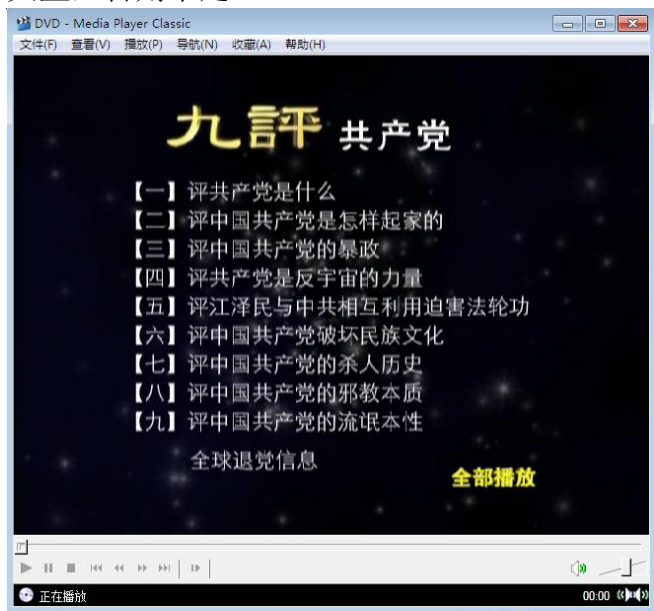 DVD - Media Player Classic
文件(F) 查看(V) 播放(P) 导航(N) 收藏(A) 帮助(H)
九評 共产党
【一】评共产党是什么
【二】评中国共产党是怎样起家的
【三】评中国共产党的暴政
【四】评共产党是反宇宙的力量
【五】评江泽民与中共相互利用迫害法轮功
【六】评中国共产党破坏民族文化
【七】评中国共产党的杀人历史
【八】评中国共产党的邪教本质
【九】评中国共产党的流氓本性
全球退党信息
全部播放
正在播放 00:00